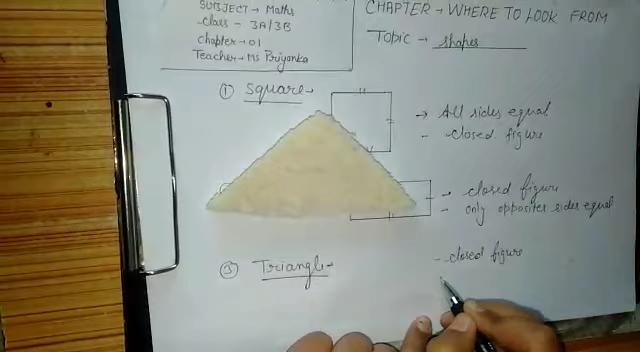 SUBJECT → Maths
class - 3A/3B
chapter → 01
Teacher → Ms Priyanka
CHAPTER → WHERE TO LOOK FROM
Topic → shapes
① Square →
→ All sides equal
- closed figure
→ closed figure
- only opposites sides equal
③ Triangle →
- closed figure